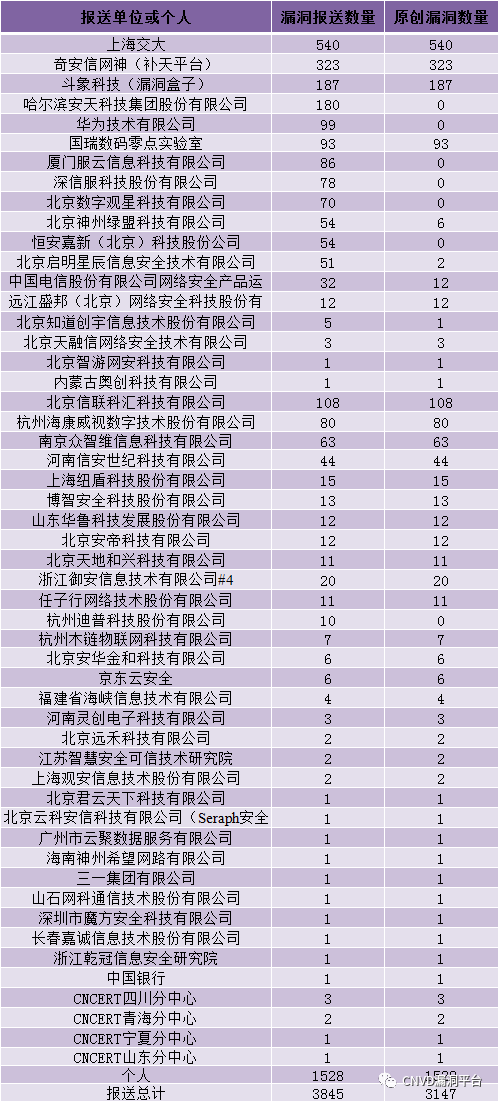 报送单位或个人 漏洞报送数量 原创漏洞数量
上海交大 540 540
奇安信网神（补天平台） 323 323
斗象科技（漏洞盒子） 187 187
哈尔滨安天科技集团股份有限公司 180 0
华为技术有限公司 99 0
国瑞数码零点实验室 93 93
厦门服云信息科技有限公司 86 0
深信服科技股份有限公司 78 0
北京数字观星科技有限公司 70 0
北京神州绿盟科技有限公司 54 6
恒安嘉新（北京）科技股份公司 54 0
北京启明星辰信息安全技术有限公司 51 2
中国电信股份有限公司网络安全产品运 32 12
远江盛邦（北京）网络安全科技股份有 12 12
北京知道创宇信息技术股份有限公司 5 1
北京天融信网络安全技术有限公司 3 3
北京智游网安科技有限公司 1 1
内蒙古奥创科技有限公司 1 1
北京信联科汇科技有限公司 108 108
杭州海康威视数字技术股份有限公司 80 80
南京众智维信息科技有限公司 63 63
河南信安世纪科技有限公司 44 44
上海纽盾科技股份有限公司 15 15
博智安全科技股份有限公司 13 13
山东华鲁科技发展股份有限公司 12 12
北京安帝科技有限公司 12 12
北京天地和兴科技有限公司 11 11
浙江御安信息技术有限公司#4 20 20
任子行网络技术股份有限公司 11 11
杭州迪普科技股份有限公司 10 0
杭州木链物联网科技有限公司 7 7
北京安华金和科技有限公司 6 6
京东云安全 6 6
福建省海峡信息技术有限公司 4 4
河南灵创电子科技有限公司 3 3
北京远禾科技有限公司 2 2
江苏智慧安全可信技术研究院 2 2
上海观安信息技术股份有限公司 2 2
北京君云天下科技有限公司 1 1
北京云科安信科技有限公司（Seraph安全 1 1
广州市云聚数据服务有限公司 1 1
海南神州希望网路有限公司 1 1
三一集团有限公司 1 1
山石网科通信技术股份有限公司 1 1
深圳市魔方安全科技有限公司 1 1
长春嘉诚信息技术股份有限公司 1 1
浙江乾冠信息安全研究院 1 1
中国银行 1 1
CNCERT四川分中心 3 3
CNCERT青海分中心 2 2
CNCERT宁夏分中心 1 1
CNCERT山东分中心 1 1
个人 1528 1528
报送总计 3845 3147
CNVD漏洞平台